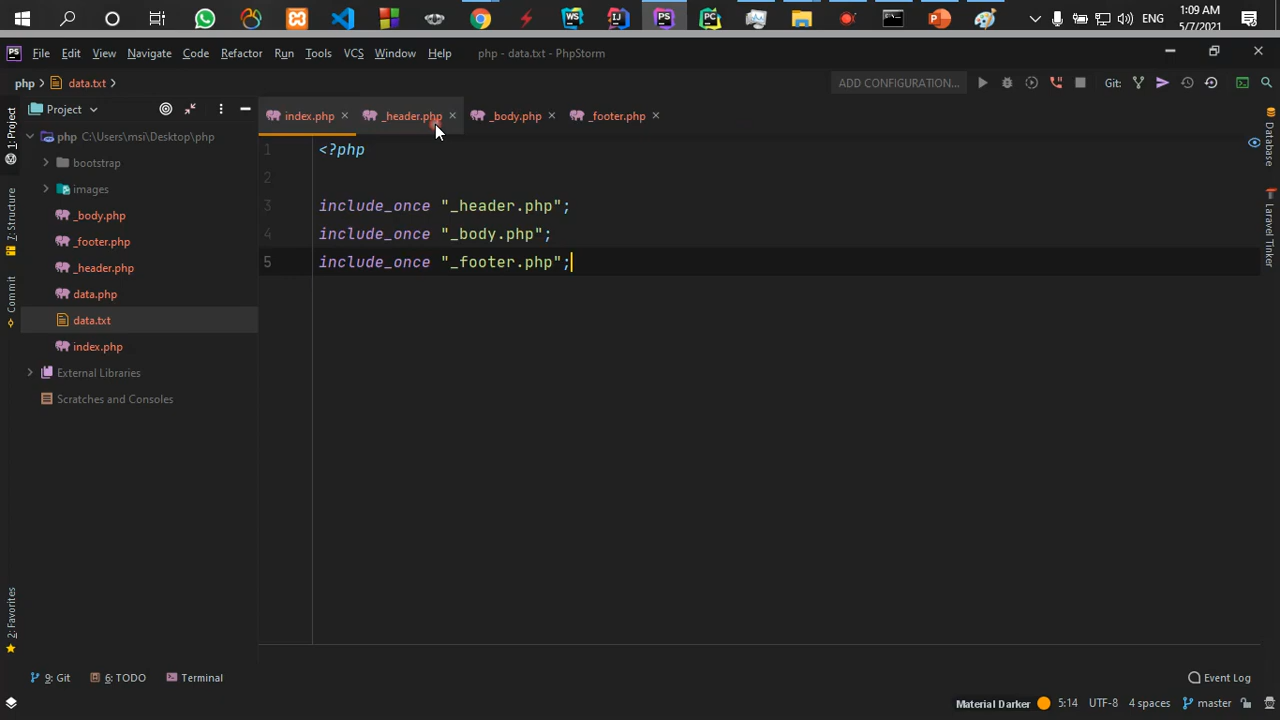 ENG
1:09 AM
5/7/2021
PS File Edit View Navigate Code Refactor Run Tools VCS Window Help php - data.txt - PhpStorm
php data.txt ADD CONFIGURATION... Git:
Project
index.php _header.php _body.php _footer.php
php C:\Users\msi\Desktop\php
bootstrap
images
_body.php
_footer.php
_header.php
data.php
data.txt
index.php
External Libraries
Scratches and Consoles
1: Project
7: Structure
Commit
2: Favorites
1 <?php
2
3 include_once "_header.php";
4 include_once "_body.php";
5 include_once "_footer.php";
Database
Laravel Tinker
9: Git 6: TODO Terminal Event Log
Material Darker 5:14 UTF-8 4 spaces master